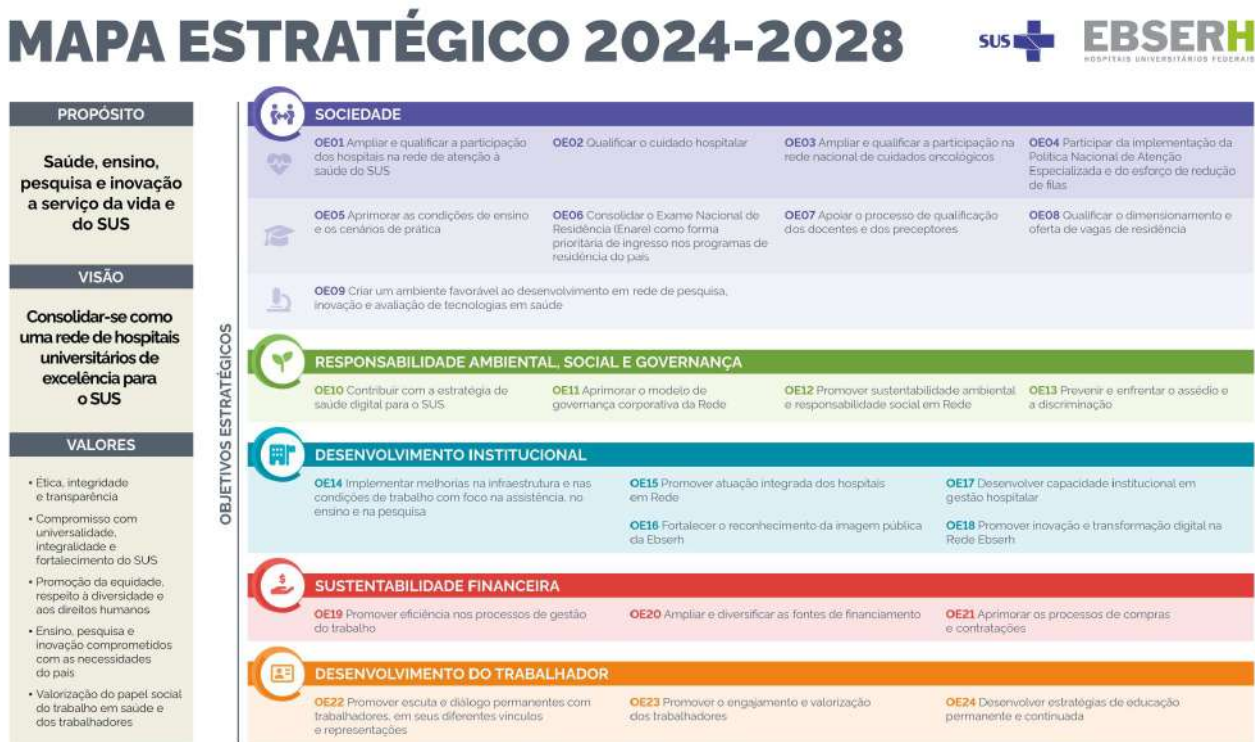 MAPA ESTRATÉGICO 2024-2028
SUS
EBSERH
HOSPITAIS UNIVERSITÁRIOS FEDERAIS
PROPÓSITO
Saúde, ensino,
pesquisa e inovação
a serviço da vida e
do SUS
VISÃO
Consolidar-se como
uma rede de hospitais
universitários de
excelência para
o SUS
VALORES
• Ética, integridade
e transparência
• Compromisso com
universalidade,
integralidade e
fortalecimento do SUS
• Promoção da equidade,
respeito à diversidade e
aos direitos humanos
• Ensino, pesquisa e
inovação comprometidos
com as necessidades
do país
• Valorização do papel social
do trabalho em saúde e
dos trabalhadores
OBJETIVOS ESTRATÉGICOS
SOCIEDADE
OE01 Ampliar e qualificar a participação
dos hospitais na rede de atenção à
saúde do SUS
OE02 Qualificar o cuidado hospitalar
OE03 Ampliar e qualificar a participação na
rede nacional de cuidados oncológicos
OE04 Participar da implementação da
Política Nacional de Atenção
Especializada e do esforço de redução
de filas
OE05 Aprimorar as condições de ensino
e os cenários de prática
OE06 Consolidar o Exame Nacional de
Residência (Enare) como forma
prioritária de ingresso nos programas de
residência do país
OE07 Apoiar o processo de qualificação
dos docentes e dos preceptores
OE08 Qualificar o dimensionamento e
oferta de vagas de residência
OE09 Criar um ambiente favorável ao desenvolvimento em rede de pesquisa,
inovação e avaliação de tecnologias em saúde
RESPONSABILIDADE AMBIENTAL, SOCIAL E GOVERNANÇA
OE10 Contribuir com a estratégia de
saúde digital para o SUS
OE11 Aprimorar o modelo de
governança corporativa da Rede
OE12 Promover sustentabilidade ambiental
e responsabilidade social em Rede
OE13 Prevenir e enfrentar o assédio e
a discriminação
DESENVOLVIMENTO INSTITUCIONAL
OE14 Implementar melhorias na infraestrutura e nas
condições de trabalho com foco na assistência, no
ensino e na pesquisa
OE15 Promover atuação integrada dos hospitais
em Rede
OE16 Fortalecer o reconhecimento da imagem pública
da Ebserh
OE17 Desenvolver capacidade institucional em
gestão hospitalar
OE18 Promover inovação e transformação digital na
Rede Ebserh
SUSTENTABILIDADE FINANCEIRA
OE19 Promover eficiência nos processos de gestão
do trabalho
OE20 Ampliar e diversificar as fontes de financiamento
OE21 Aprimorar os processos de compras
e contratações
DESENVOLVIMENTO DO TRABALHADOR
OE22 Promover escuta e diálogo permanentes com
trabalhadores, em seus diferentes vínculos
e representações
OE23 Promover o engajamento e valorização
dos trabalhadores
OE24 Desenvolver estratégias de educação
permanente e continuada